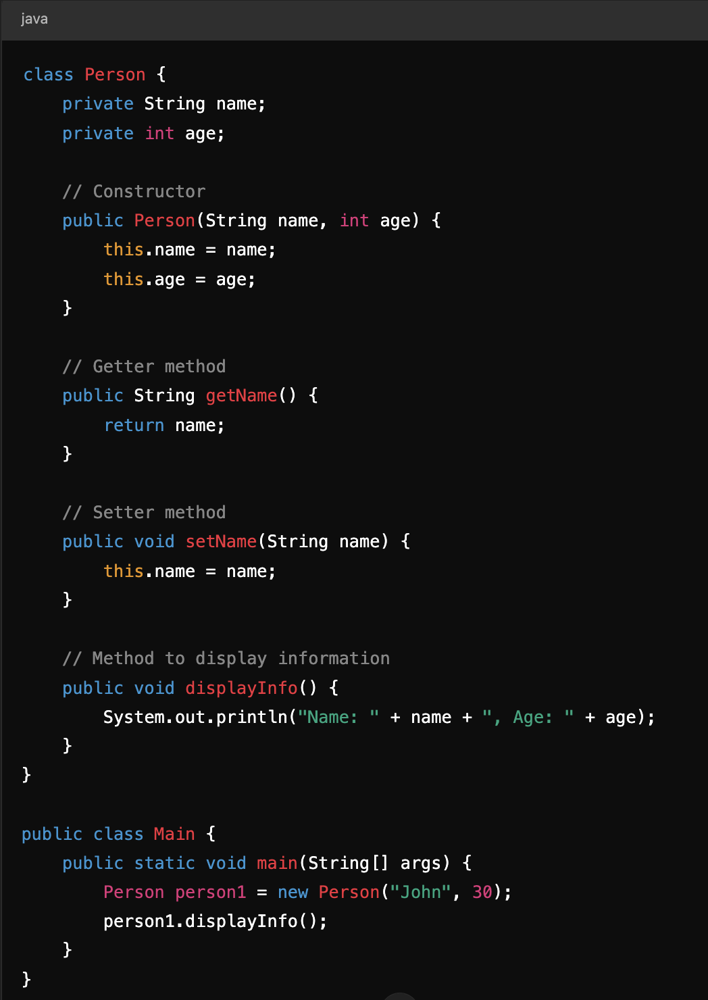 java
class Person {
    private String name;
    private int age;

    // Constructor
    public Person(String name, int age) {
        this.name = name;
        this.age = age;
    }

    // Getter method
    public String getName() {
        return name;
    }

    // Setter method
    public void setName(String name) {
        this.name = name;
    }

    // Method to display information
    public void displayInfo() {
        System.out.println("Name: " + name + ", Age: " + age);
    }
}

public class Main {
    public static void main(String[] args) {
        Person person1 = new Person("John", 30);
        person1.displayInfo();
    }
}